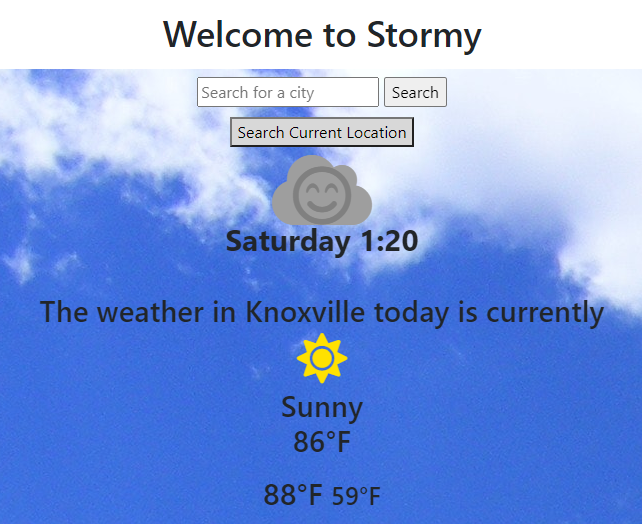 Welcome to Stormy
Search for a city Search
Search Current Location
Saturday 1:20
The weather in Knoxville today is currently
Sunny
86°F
88°F 59°F